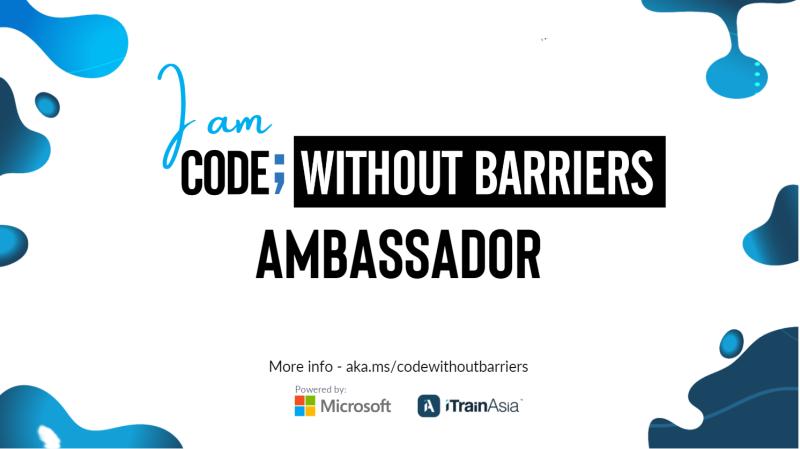 I am
CODE; WITHOUT BARRIERS
AMBASSADOR
More info - aka.ms/codewithoutbarriers
Powered by:
Microsoft iTrainAsia